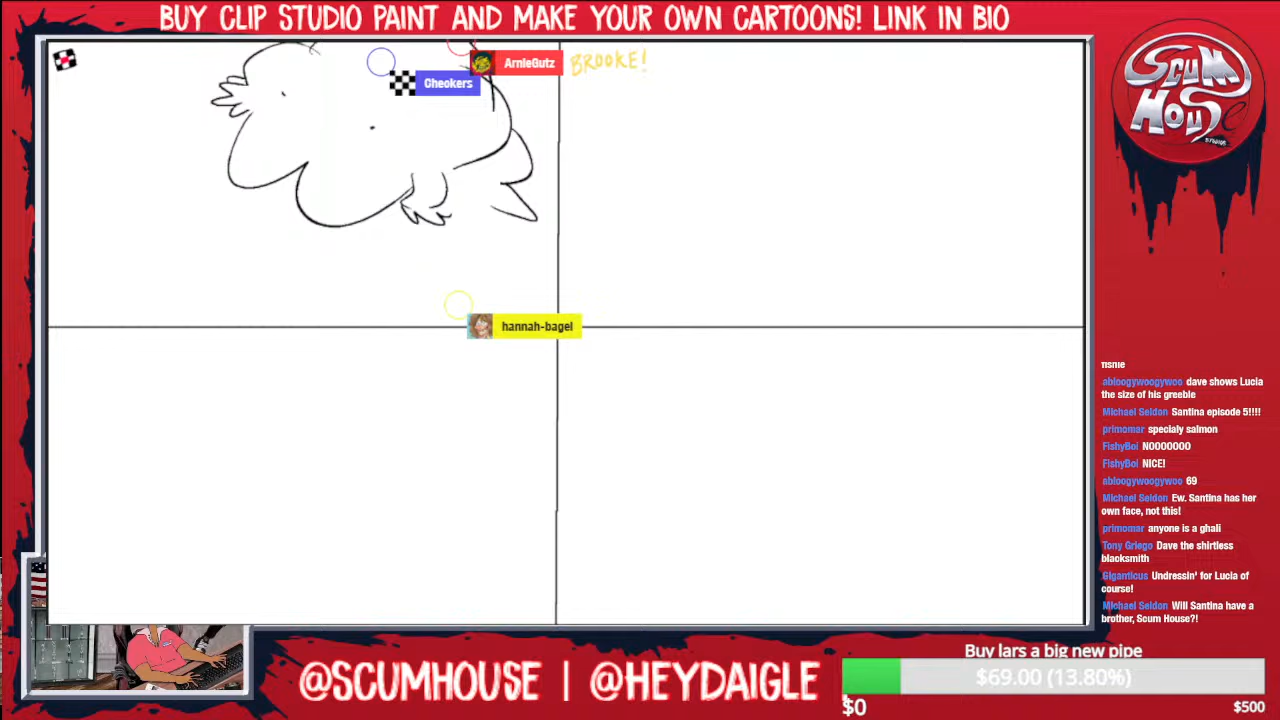 BUY CLIP STUDIO PAINT AND MAKE YOUR OWN CARTOONS! LINK IN BIO
SCUM
HOUSE
STUDIOS
ArnieGutz
BROOKE!
Checkers
hannah-bagel
abloogywoogywoo dave shows Lucia
the size of his greeble
Michael Seldon Santina episode 5!!!!
primomar specialy salmon
FishyBoi NOOOOOOO
FishyBoi NICE!
abloogywoogywoo 69
Michael Seldon Ew. Santina has her
own face, not this!
primomar anyone is a ghali
Tony Griego Dave the shirtless
blacksmith
Giganticus Undressin' for Lucia of
course!
Michael Seldon Will Santina have a
brother, Scum House?!
@SCUMHOUSE | @HEYDAIGLE
Buy lars a big new pipe
$69.00 (13.80%)
$0
$500